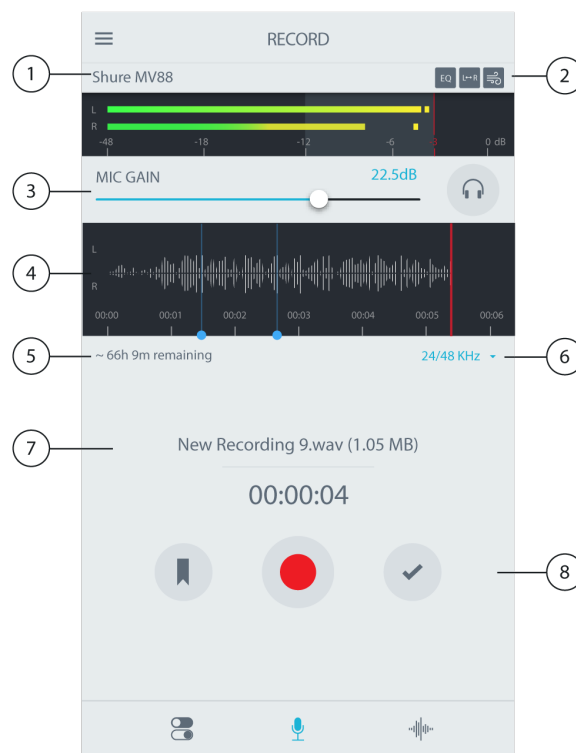 RECORD
1
Shure MV88
EQ L↔R
2
L
R
-48 -18 -12 -6 -3 0 dB
3
MIC GAIN 22.5dB
4
L
R
00:00 00:01 00:02 00:03 00:04 00:05 00:06
5
~ 66h 9m remaining
24/48 KHz
6
7
New Recording 9.wav (1.05 MB)
00:00:04
8